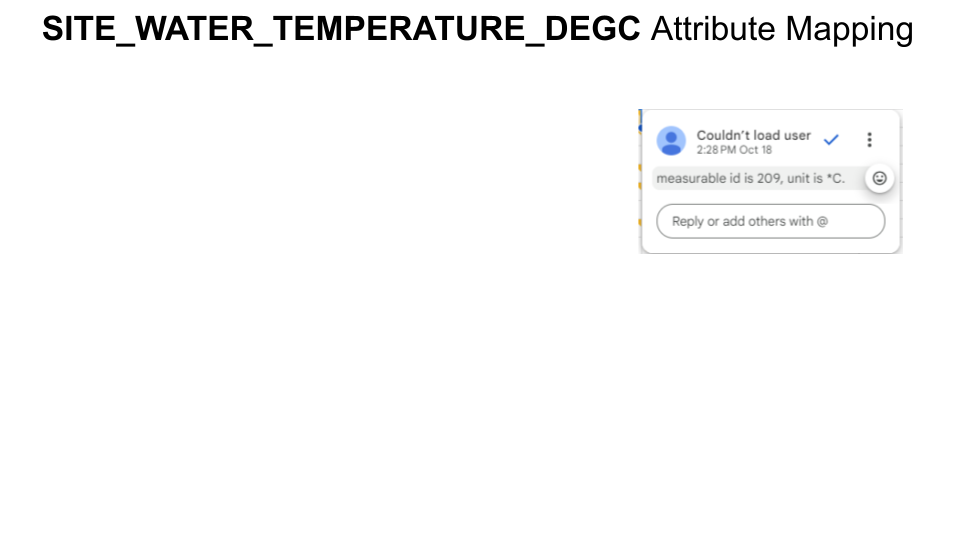 SITE_WATER_TEMPERATURE_DEGC Attribute Mapping
Couldn't load user
2:28 PM Oct 18
measurable id is 209, unit is *C.
Reply or add others with @